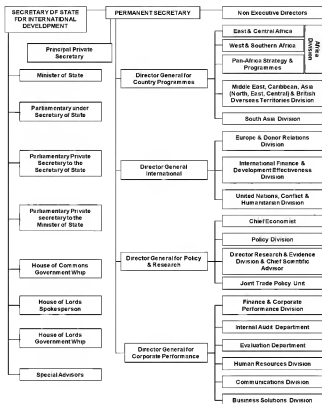 SECRETARY OF STATE
FOR INTERNATIONAL
DEVELOPMENT
Principal Private
Secretary
Minister of State
Parliamentary under
Secretary of State
Parliamentary Private
Secretary to the
Secretary of State
Parliamentary Private
secretary to the
Minister of State
House of Commons
Government Whip
House of Lords
Spokesperson
House of Lords
Government Whip
Special Advisors
PERMANENT SECRETARY
Director General for
Country Programmes
Director General
International
Director General for Policy
& Research
Director General for
Corporate Performance
Non Executive Directors
East & Central Africa
West & Southern Africa
Pan-Africa Strategy &
Programmes
Africa
Division
Middle East, Caribbean, Asia
(North, East, Central) & British
Overseas Territories Division
South Asia Division
Europe & Donor Relations
Division
International Finance &
Development Effectiveness
Division
United Nations, Conflict &
Humanitarian Division
Chief Economist
Policy Division
Director Research & Evidence
Division & Chief Scientific
Advisor
Joint Trade Policy Unit
Finance & Corporate
Performance Division
Internal Audit Department
Evaluation Department
Human Resources Division
Communications Division
Business Solutions Division